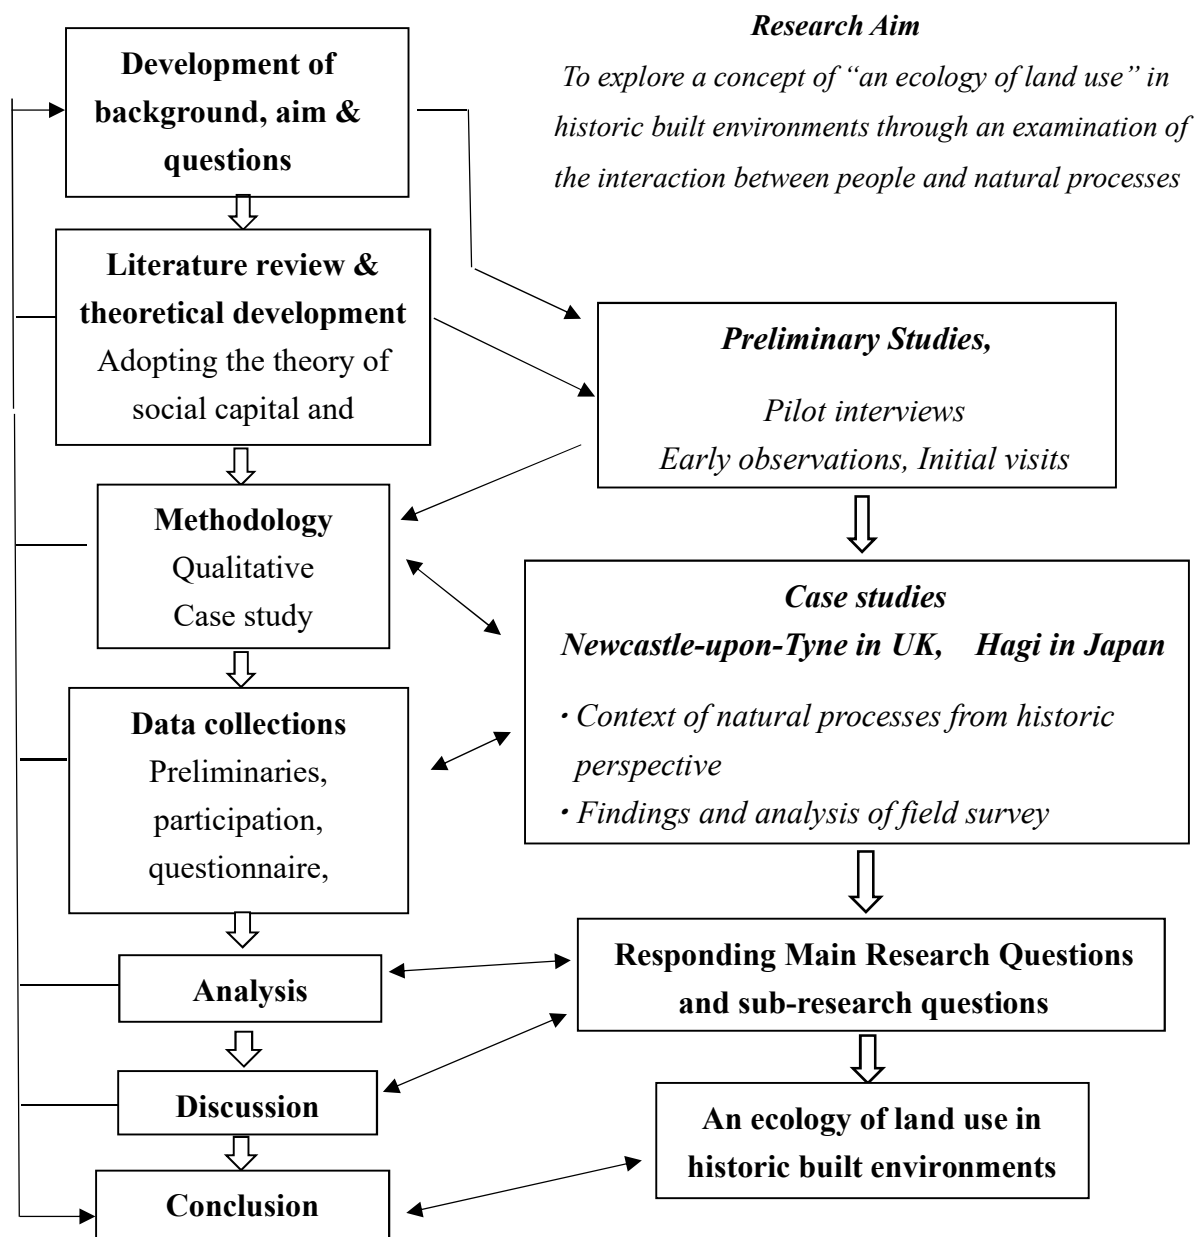 Research Aim
To explore a concept of “an ecology of land use” in
historic built environments through an examination of
the interaction between people and natural processes
Development of
background, aim &
questions
Literature review &
theoretical development
Adopting the theory of
social capital and
Methodology
Qualitative
Case study
Data collections
Preliminaries,
participation,
questionnaire,
Analysis
Discussion
Conclusion
Preliminary Studies,
Pilot interviews
Early observations, Initial visits
Case studies
Newcastle-upon-Tyne in UK, Hagi in Japan
・Context of natural processes from historic
perspective
・Findings and analysis of field survey
Responding Main Research Questions
and sub-research questions
An ecology of land use in
historic built environments